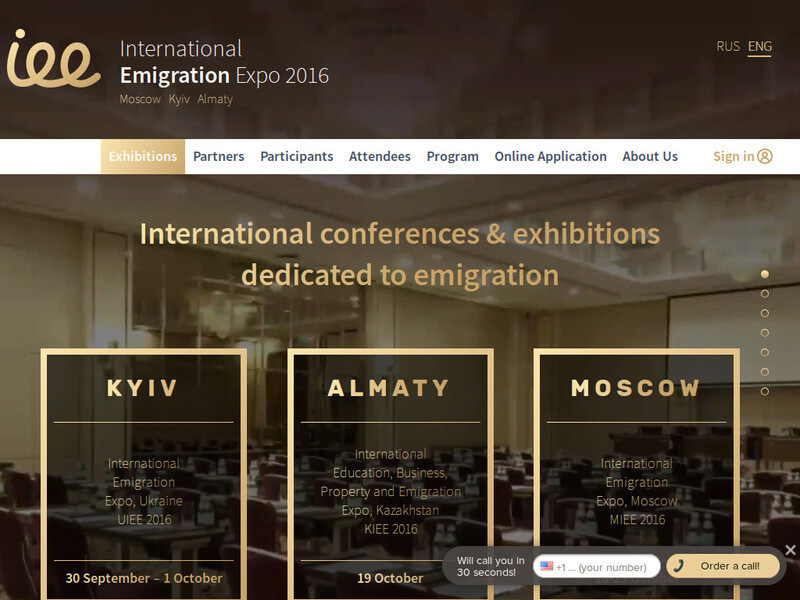 iee
International
Emigration Expo 2016
Moscow Kyiv Almaty
RUS ENG
Exhibitions Partners Participants Attendees Program Online Application About Us Sign in
International conferences & exhibitions
dedicated to emigration
KYIV
International
Emigration
Expo, Ukraine
UIEE 2016
30 September – 1 October
ALMATY
International
Education, Business,
Property and Emigration
Expo, Kazakhstan
KIEE 2016
19 October
MOSCOW
International
Emigration
Expo, Moscow
MIEE 2016
Will call you in
30 seconds!
+1 ... (your number)
Order a call!